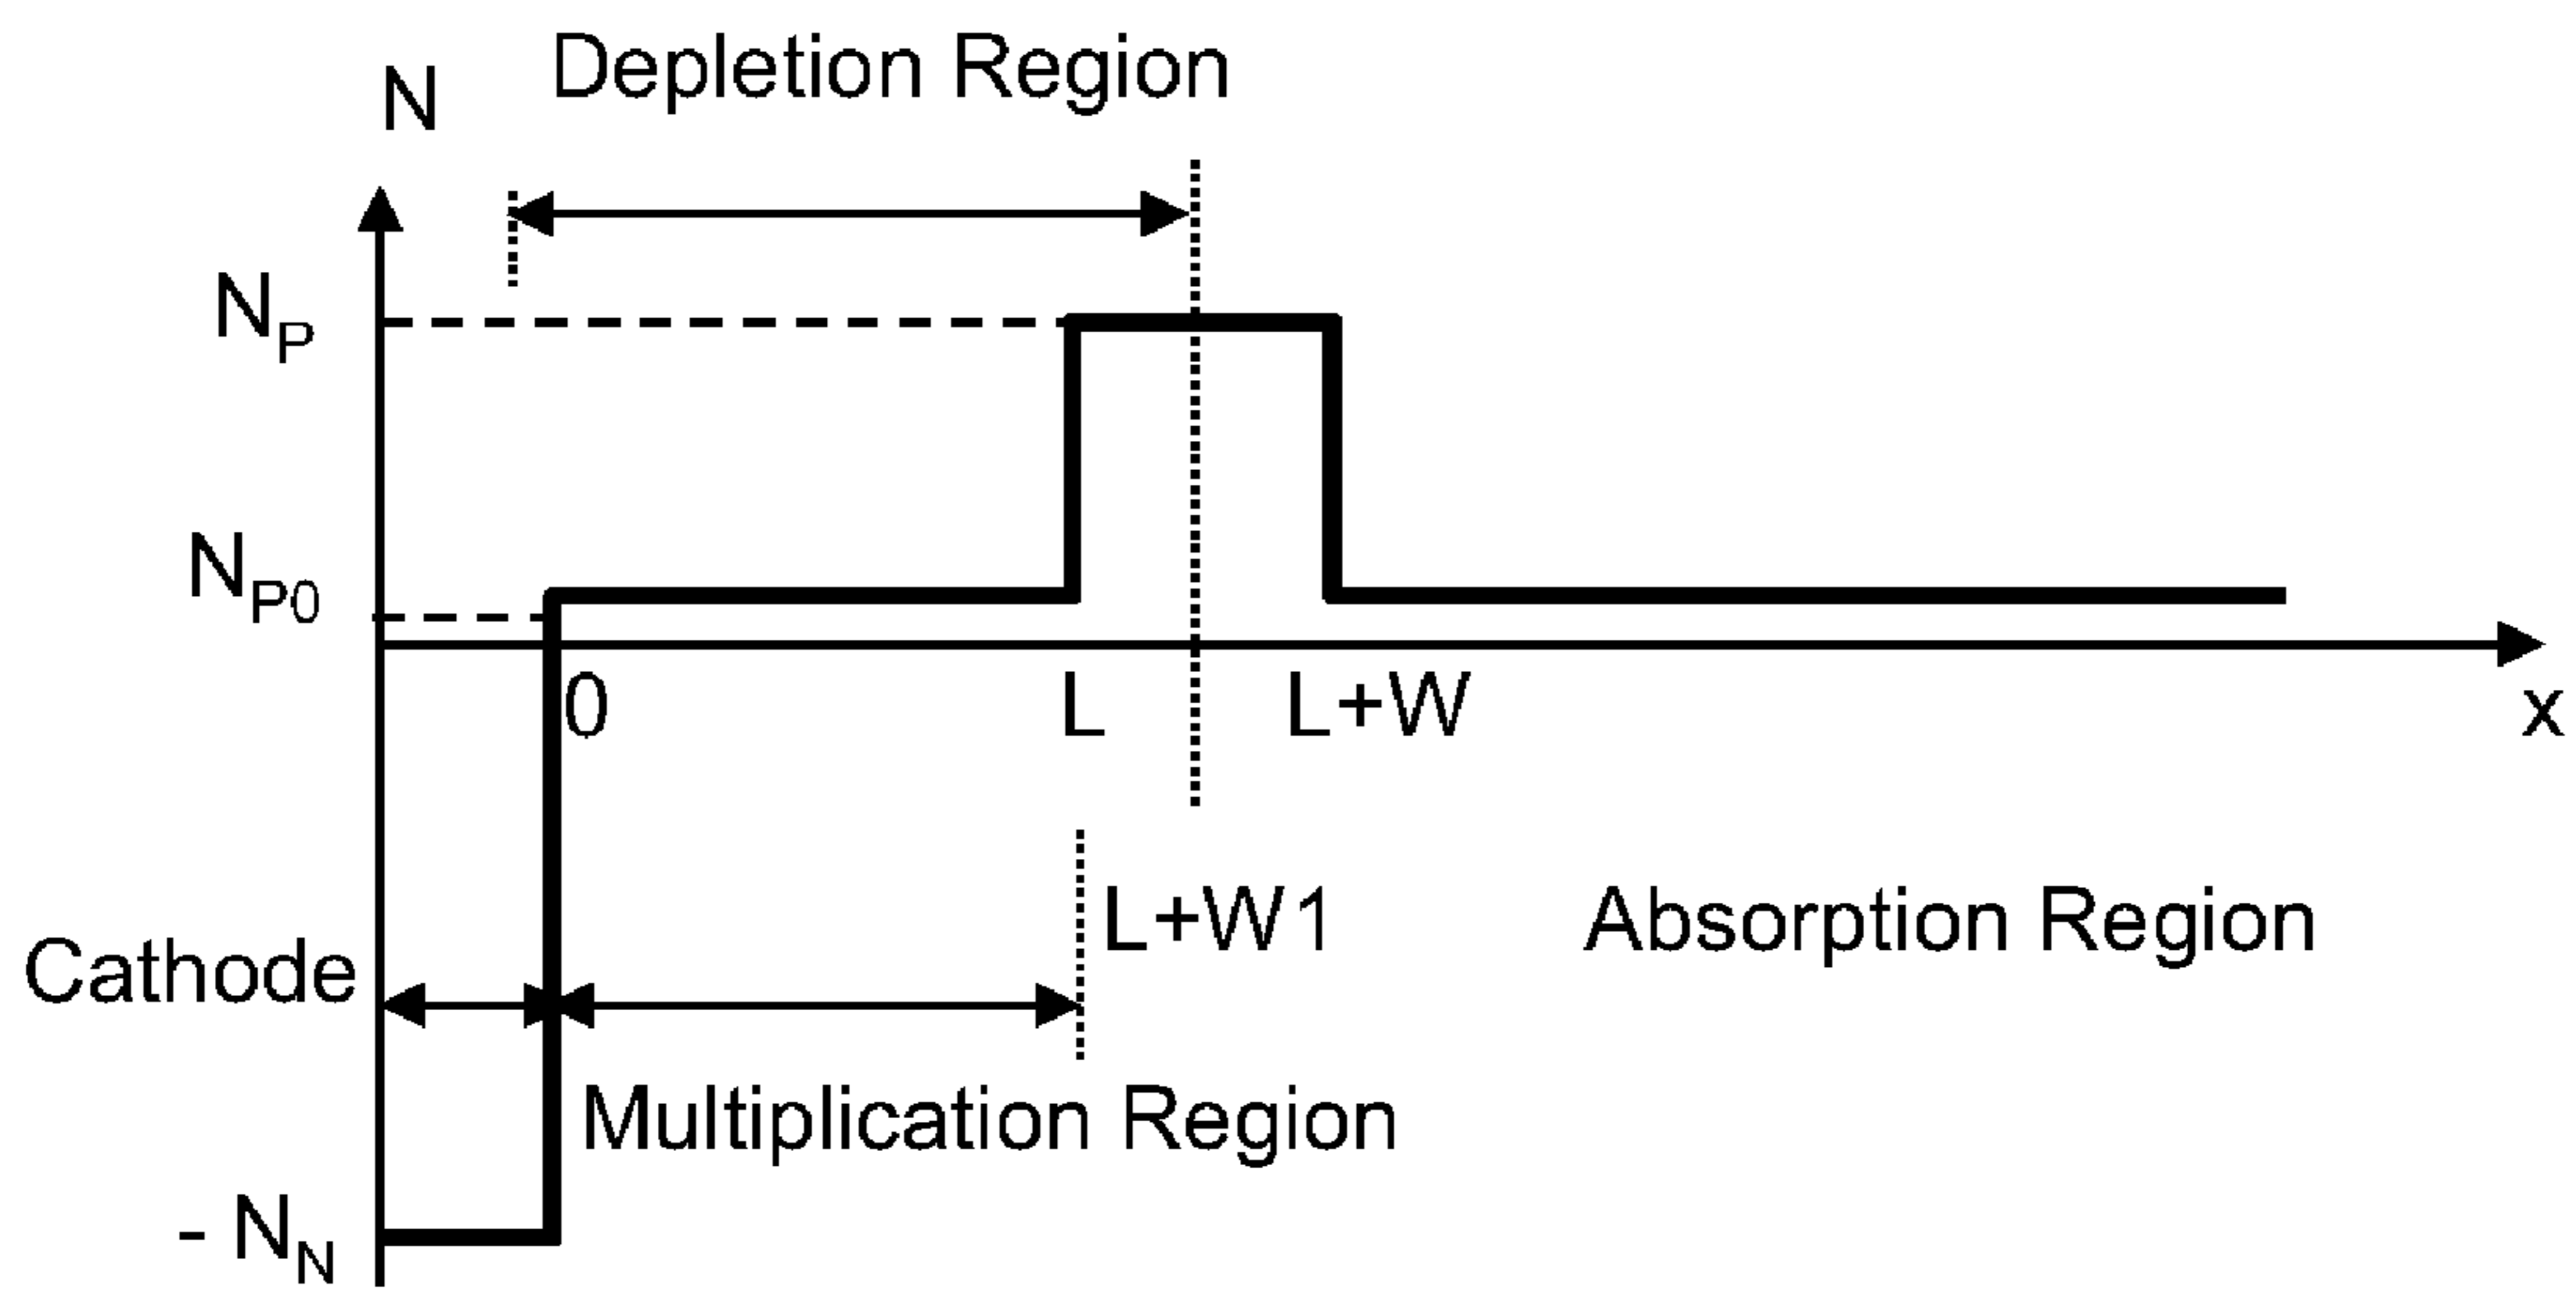 Depletion Region
N
N_P
N_P0
0
L
L+W
x
L+W1
Absorption Region
Cathode
Multiplication Region
- N_N